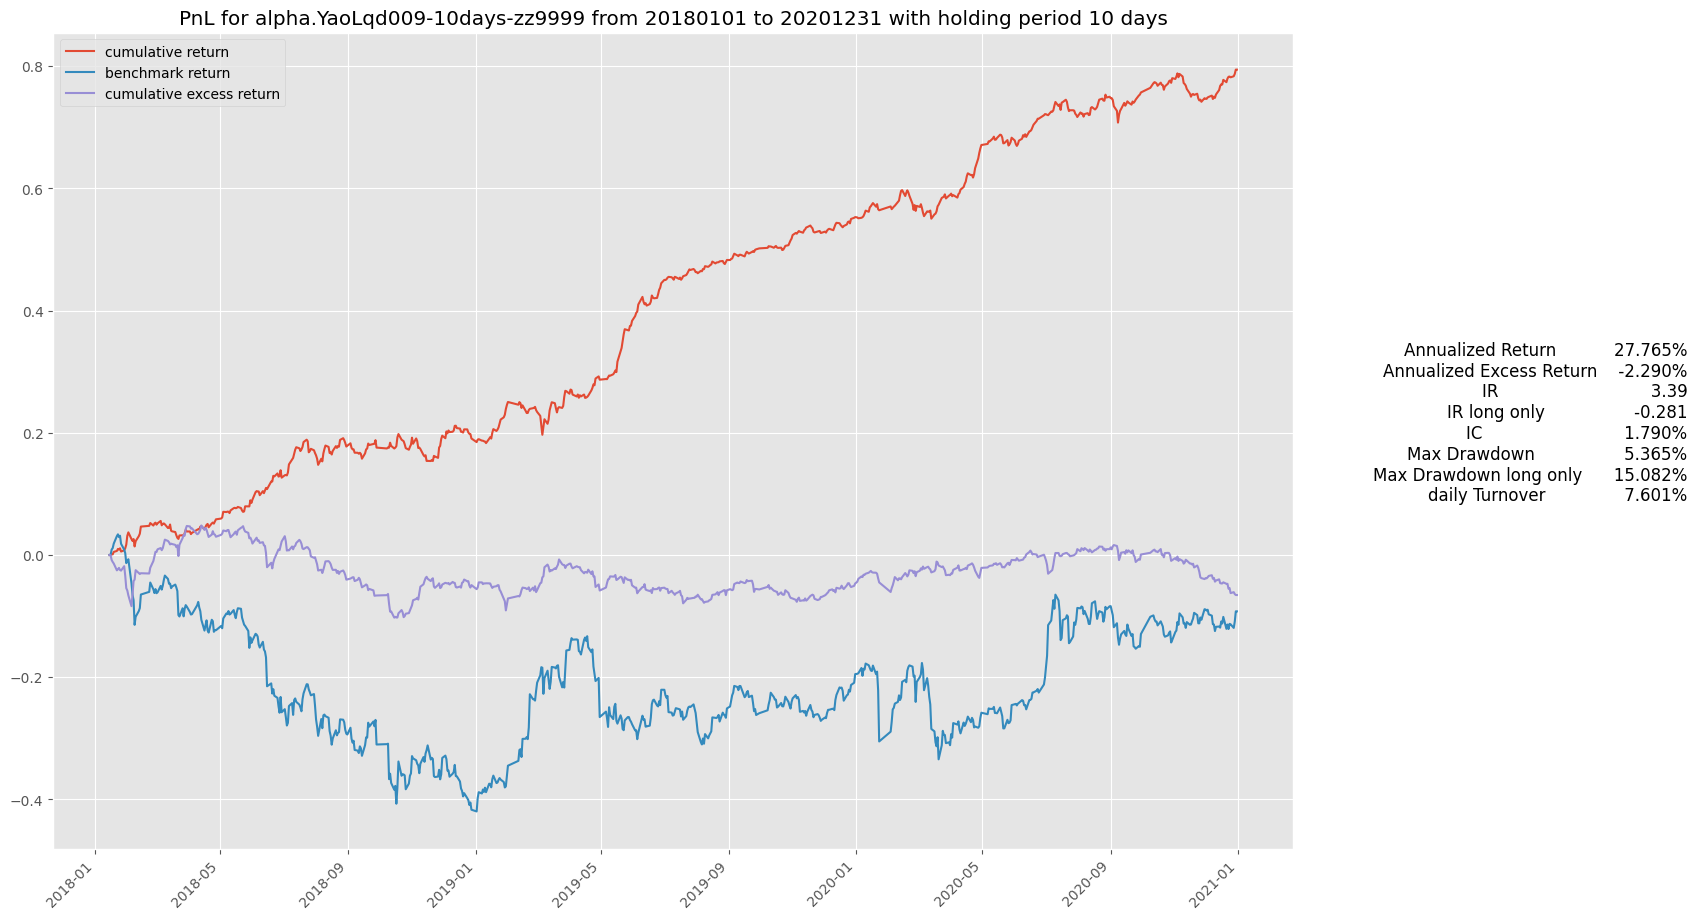 PnL for alpha.YaoLqd009-10days-zz9999 from 20180101 to 20201231 with holding period 10 days
cumulative return
benchmark return
cumulative excess return
0.8
0.6
0.4
0.2
0.0
−0.2
−0.4
2018-01
2018-05
2018-09
2019-01
2019-05
2019-09
2020-01
2020-05
2020-09
2021-01
Annualized Return 27.765%
Annualized Excess Return -2.290%
IR 3.39
IR long only -0.281
IC 1.790%
Max Drawdown 5.365%
Max Drawdown long only 15.082%
daily Turnover 7.601%